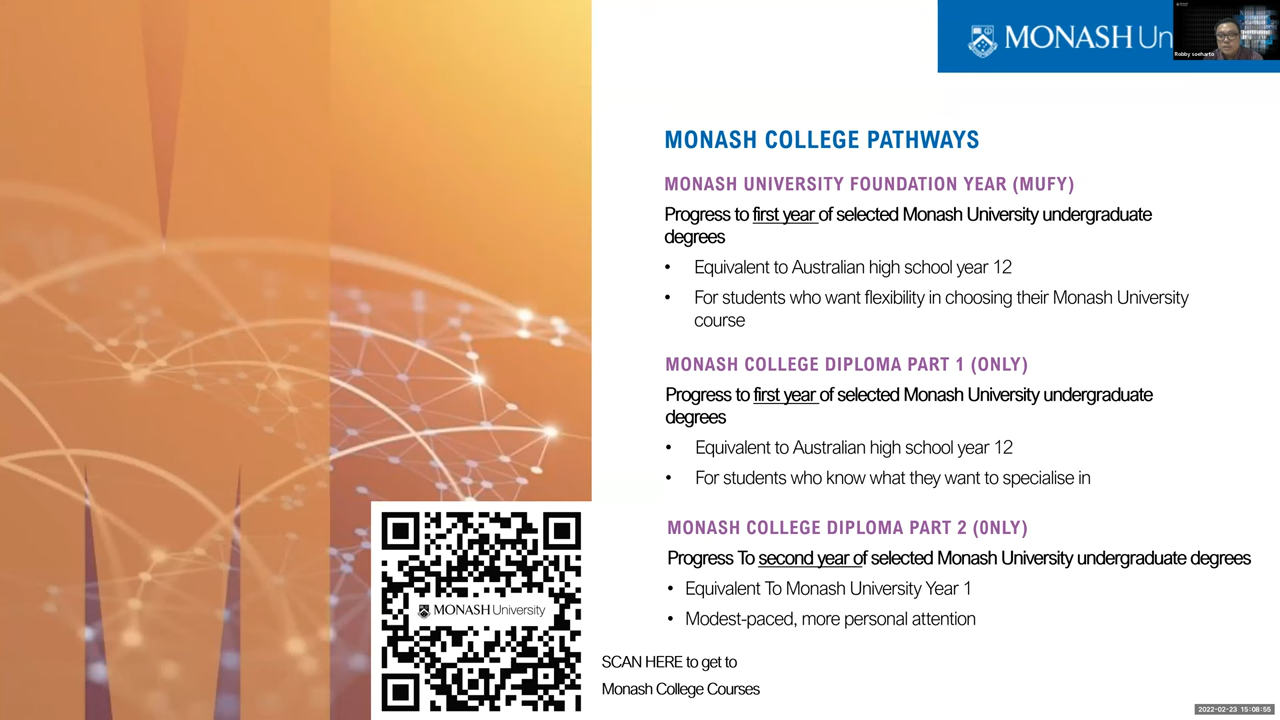 MONASH Un
Robby soeharto
MONASH COLLEGE PATHWAYS
MONASH UNIVERSITY FOUNDATION YEAR (MUFY)
Progress to first year of selected Monash University undergraduate
degrees
• Equivalent to Australian high school year 12
• For students who want flexibility in choosing their Monash University
course
MONASH COLLEGE DIPLOMA PART 1 (ONLY)
Progress to first year of selected Monash University undergraduate
degrees
• Equivalent to Australian high school year 12
• For students who know what they want to specialise in
MONASH COLLEGE DIPLOMA PART 2 (0NLY)
Progress To second year of selected Monash University undergraduate degrees
• Equivalent To Monash University Year 1
• Modest-paced, more personal attention
MONASH University
SCAN HERE to get to
Monash College Courses
2022-02-23 15:08:55